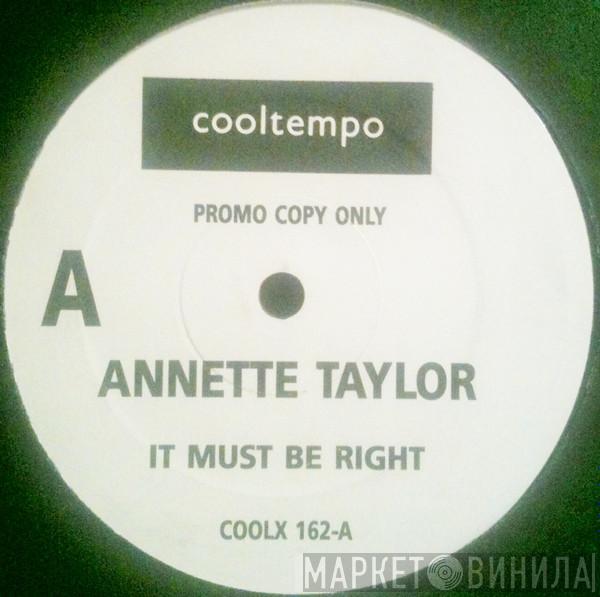 cooltempo
PROMO COPY ONLY
A
ANNETTE TAYLOR
IT MUST BE RIGHT
COOLX 162-A
МАРКЕТ ВИНИЛА